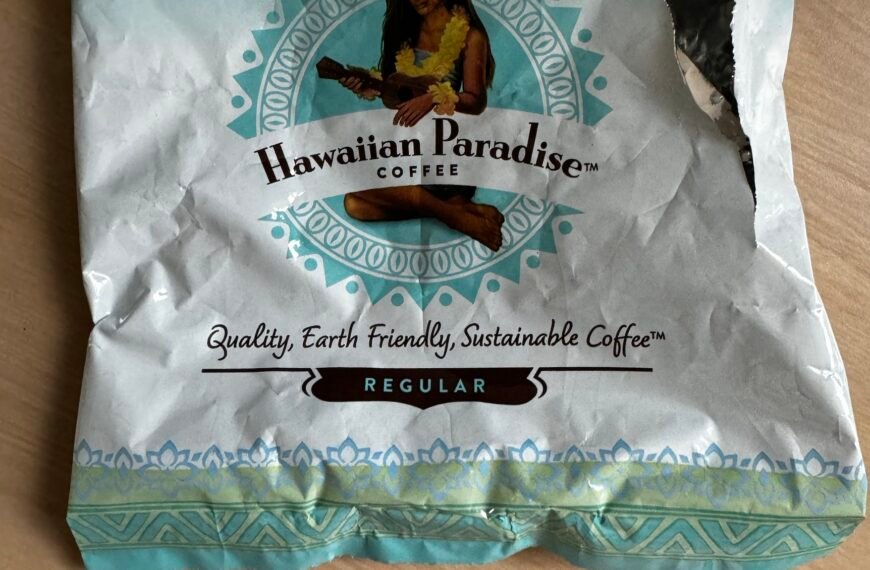 Hawaiian Paradise™
COFFEE
Quality, Earth Friendly, Sustainable Coffee™
REGULAR